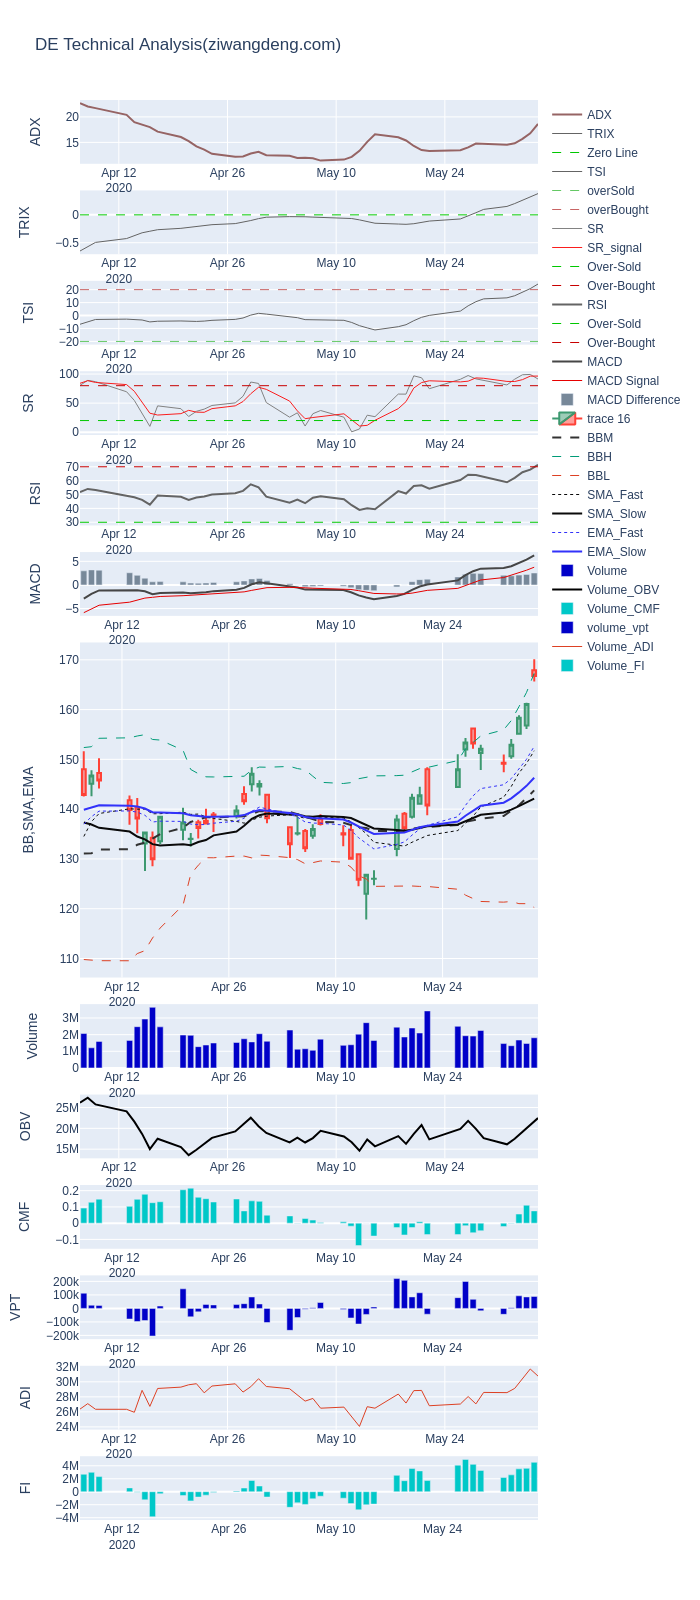 DE Technical Analysis(ziwangdeng.com)
ADX
20
15
Apr 12
2020
Apr 26
May 10
May 24
TRIX
0
−0.5
Apr 12
2020
Apr 26
May 10
May 24
TSI
20
10
0
−10
−20
Apr 12
2020
Apr 26
May 10
May 24
SR
100
50
0
Apr 12
2020
Apr 26
May 10
May 24
RSI
70
60
50
40
30
Apr 12
2020
Apr 26
May 10
May 24
MACD
5
0
−5
Apr 12
2020
Apr 26
May 10
May 24
BB,SMA,EMA
170
160
150
140
130
120
110
Apr 12
2020
Apr 26
May 10
May 24
Volume
3M
2M
1M
0
Apr 12
2020
Apr 26
May 10
May 24
OBV
25M
20M
15M
Apr 12
2020
Apr 26
May 10
May 24
CMF
0.2
0.1
0
−0.1
Apr 12
2020
Apr 26
May 10
May 24
VPT
200k
100k
0
−100k
−200k
Apr 12
2020
Apr 26
May 10
May 24
ADI
32M
30M
28M
26M
24M
Apr 12
2020
Apr 26
May 10
May 24
FI
4M
2M
0
−2M
−4M
Apr 12
2020
Apr 26
May 10
May 24
ADX
TRIX
Zero Line
TSI
overSold
overBought
SR
SR_signal
Over-Sold
Over-Bought
RSI
Over-Sold
Over-Bought
MACD
MACD Signal
MACD Difference
trace 16
BBM
BBH
BBL
SMA_Fast
SMA_Slow
EMA_Fast
EMA_Slow
Volume
Volume_OBV
Volume_CMF
volume_vpt
Volume_ADI
Volume_FI